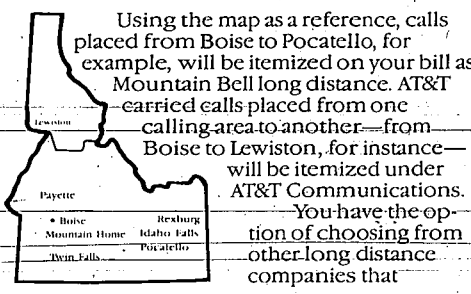 Using the map as a reference, calls
placed from Boise to Pocatello, for
example, will be itemized on your bill as
Mountain Bell long distance. AT&T
carried calls placed from one
calling area to another—from
Boise to Lewiston, for instance—
will be itemized under
AT&T Communications.
You have the op-
tion of choosing from
other long distance
companies that
Lewiston
Payette
• Boise
Rexburg
Mountain Home
Idaho Falls
Pocatello
Twin Falls